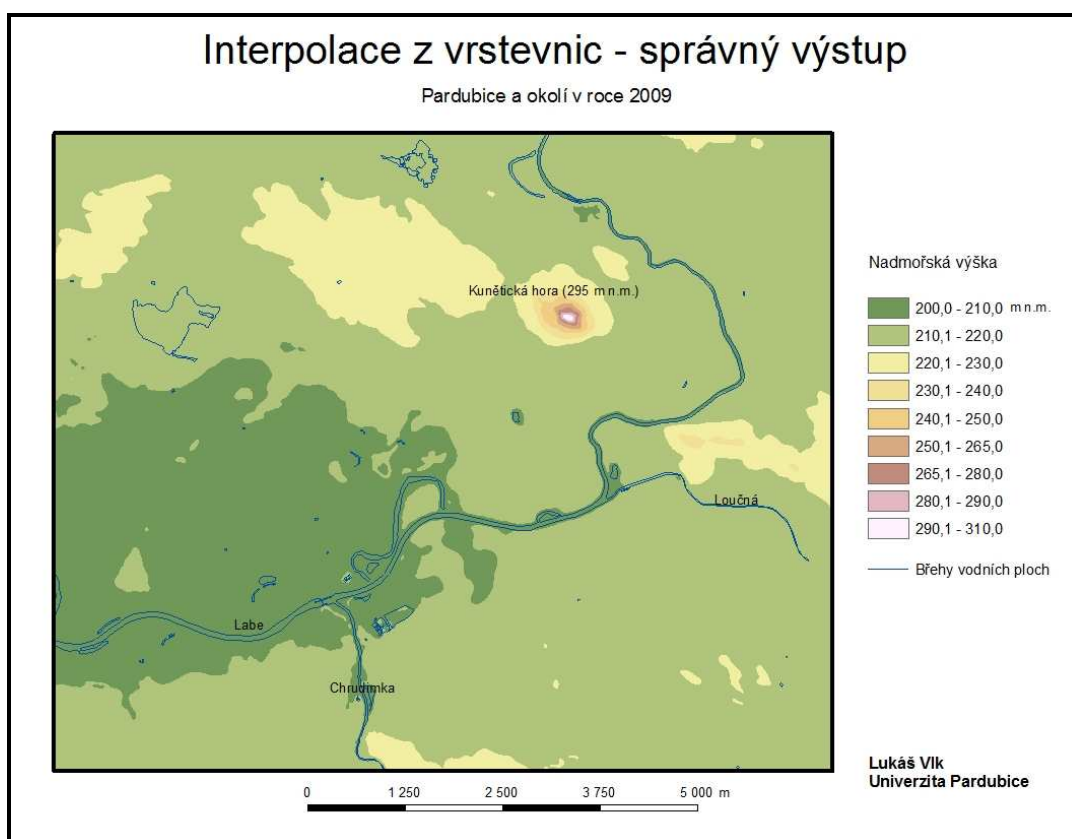 Interpolace z vrstevnic - správný výstup
Pardubice a okolí v roce 2009
Kunětická hora (295 m n.m.)
Loučná
Labe
Chrudimka
Nadmořská výška
200,0 - 210,0 m n.m.
210,1 - 220,0
220,1 - 230,0
230,1 - 240,0
240,1 - 250,0
250,1 - 265,0
265,1 - 280,0
280,1 - 290,0
290,1 - 310,0
Břehy vodních ploch
Lukáš Vlk
Univerzita Pardubice
0 1 250 2 500 3 750 5 000 m